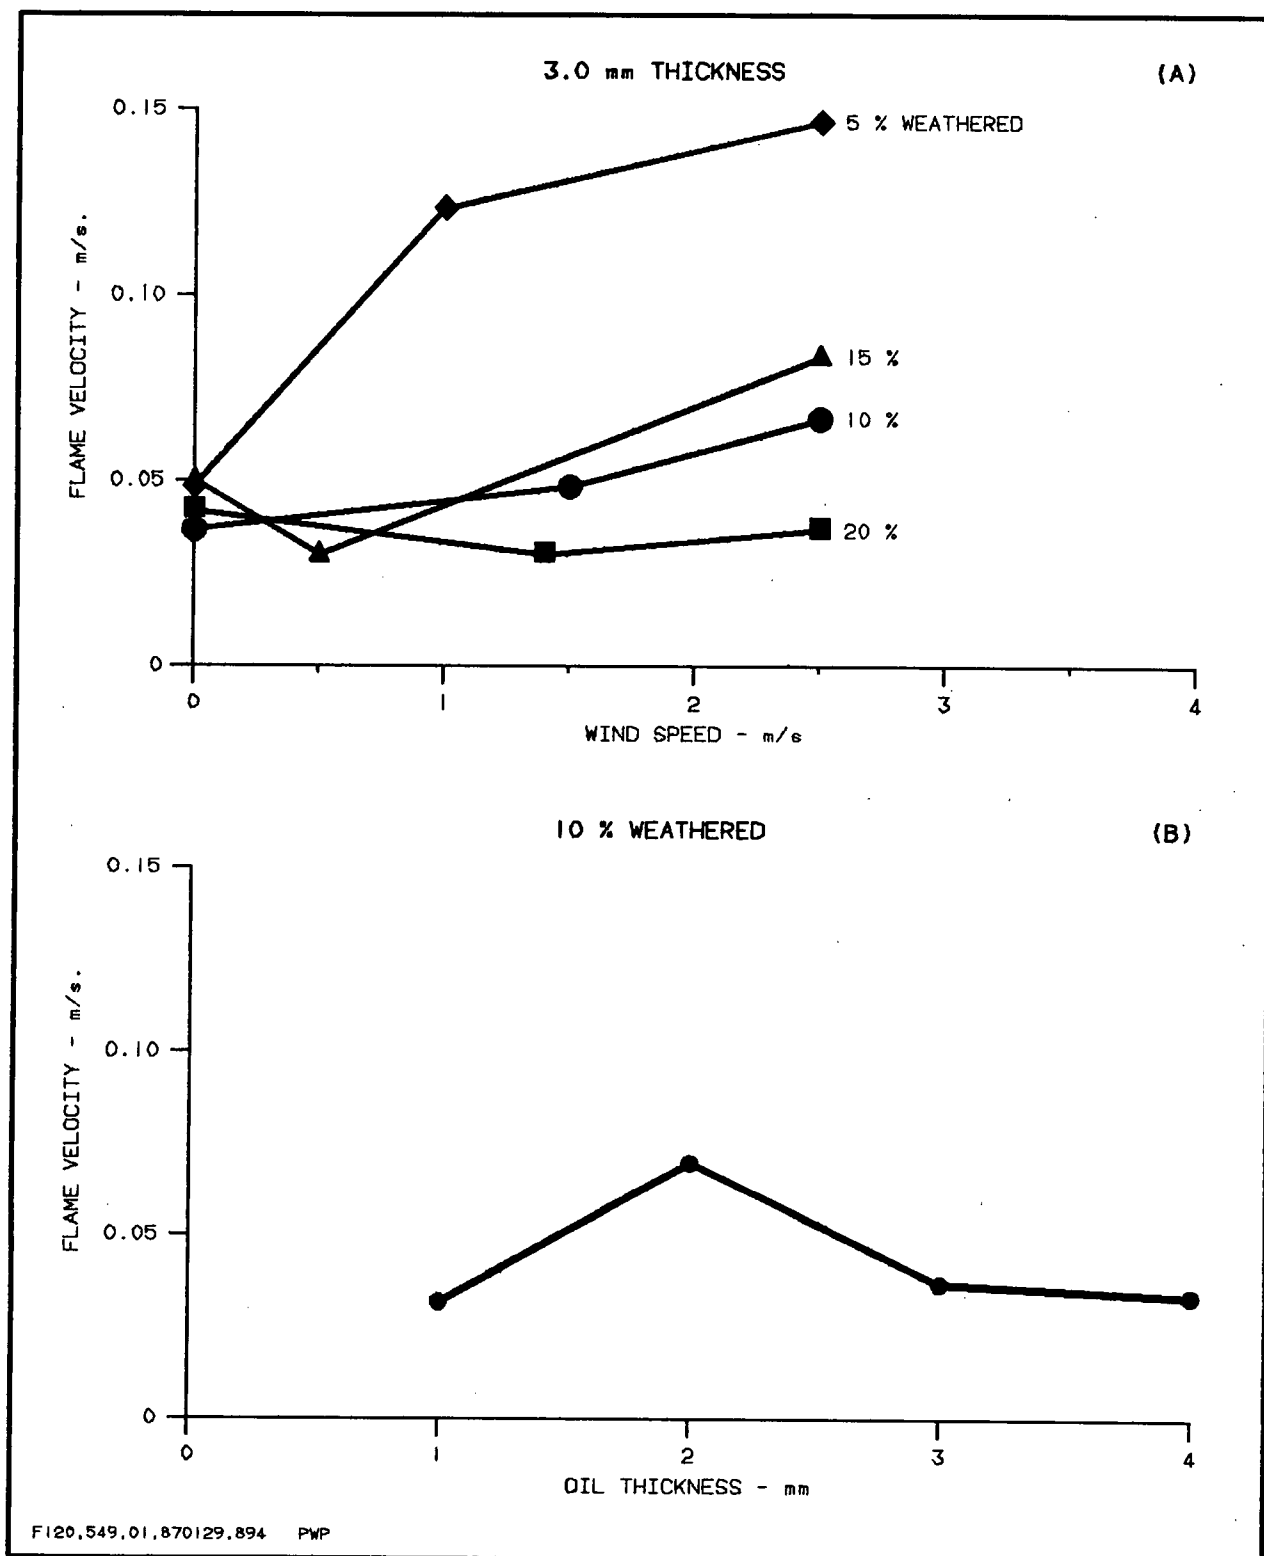 3.0 mm THICKNESS
(A)
0.15
0.10
0.05
0
FLAME VELOCITY - m/s.
5 % WEATHERED
15 %
10 %
20 %
0 1 2 3 4
WIND SPEED - m/s
10 % WEATHERED
(B)
0.15
0.10
0.05
0
FLAME VELOCITY - m/s.
0 1 2 3 4
OIL THICKNESS - mm
F120,549,01,870129,894 PWP